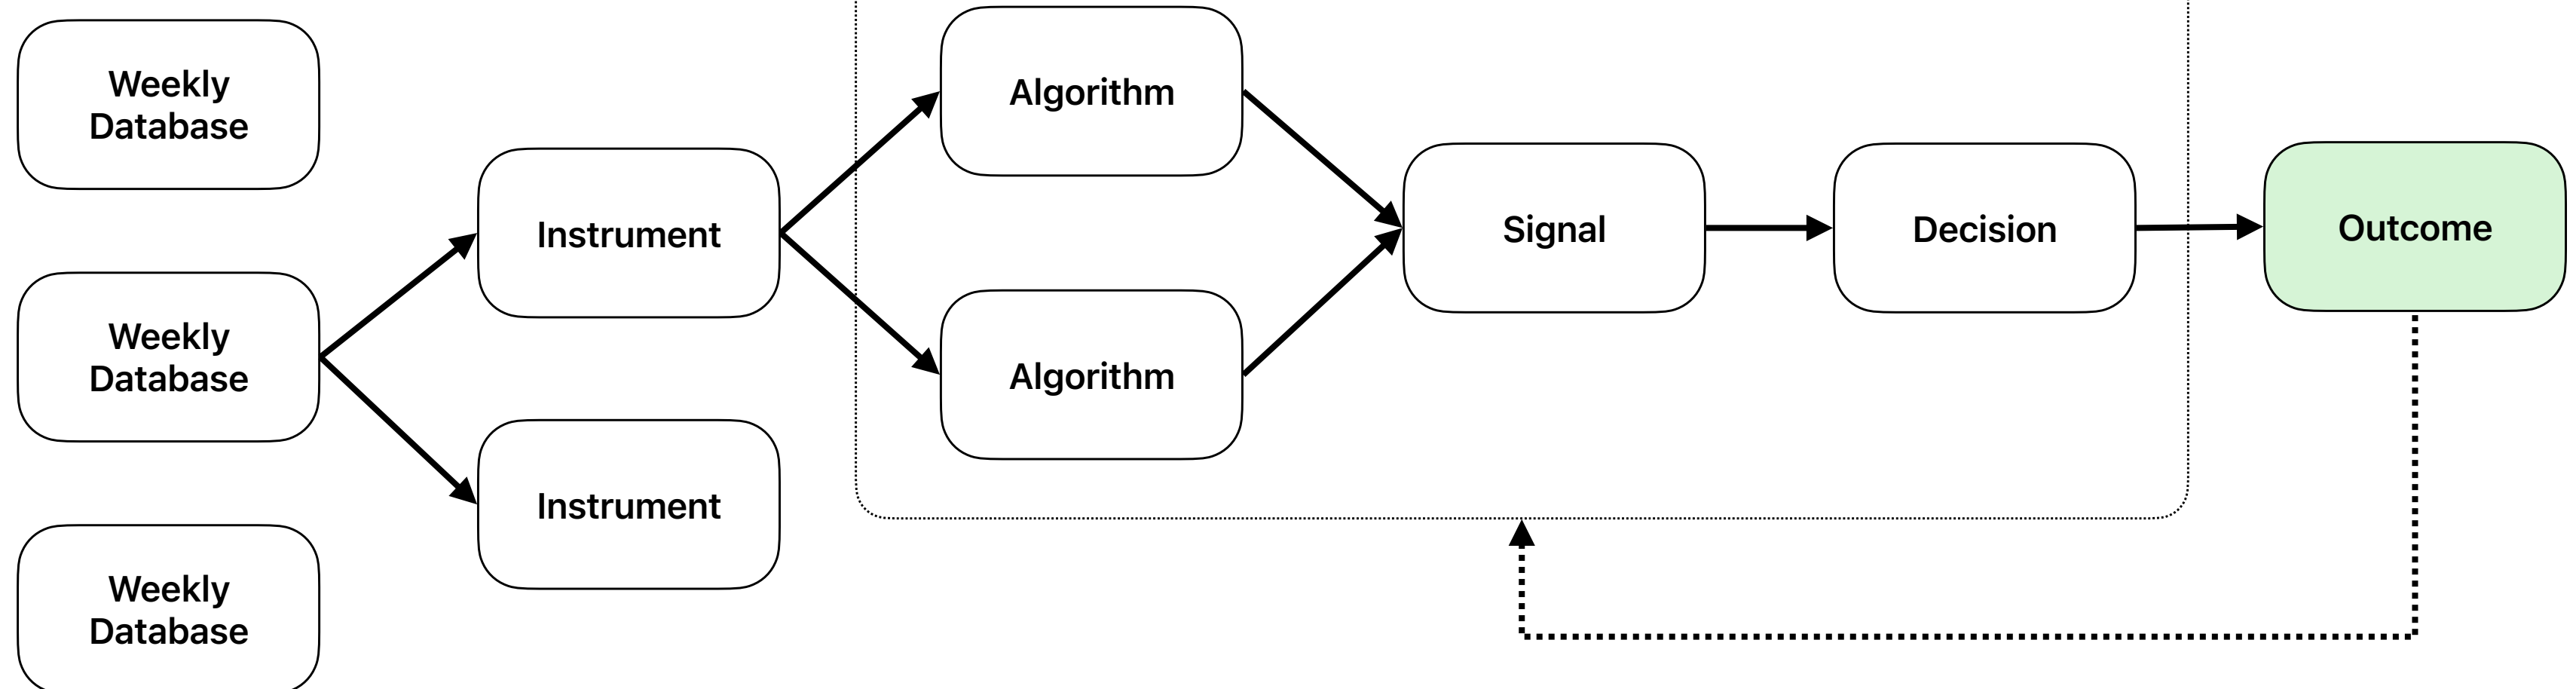 Weekly
Database
Weekly
Database
Weekly
Database
Instrument
Instrument
Algorithm
Algorithm
Signal
Decision
Outcome